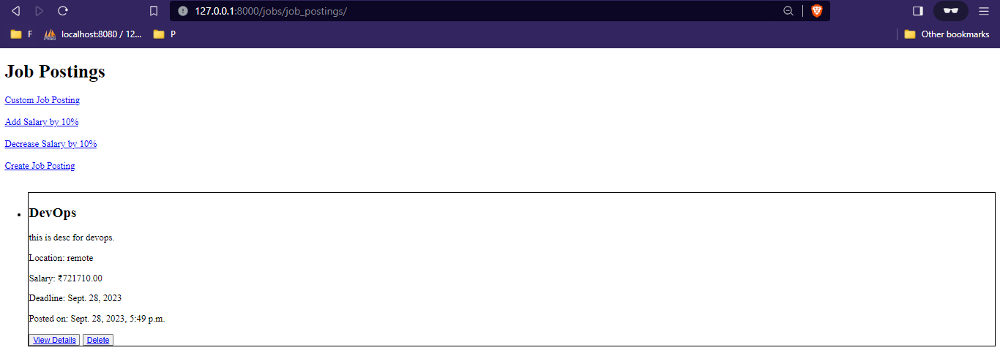 127.0.0.1:8000/jobs/job_postings/
F localhost:8080 / 12... P Other bookmarks
Job Postings
Custom Job Posting
Add Salary by 10%
Decrease Salary by 10%
Create Job Posting
DevOps
this is desc for devops.
Location: remote
Salary: ₹721710.00
Deadline: Sept. 28, 2023
Posted on: Sept. 28, 2023, 5:49 p.m.
View Details Delete